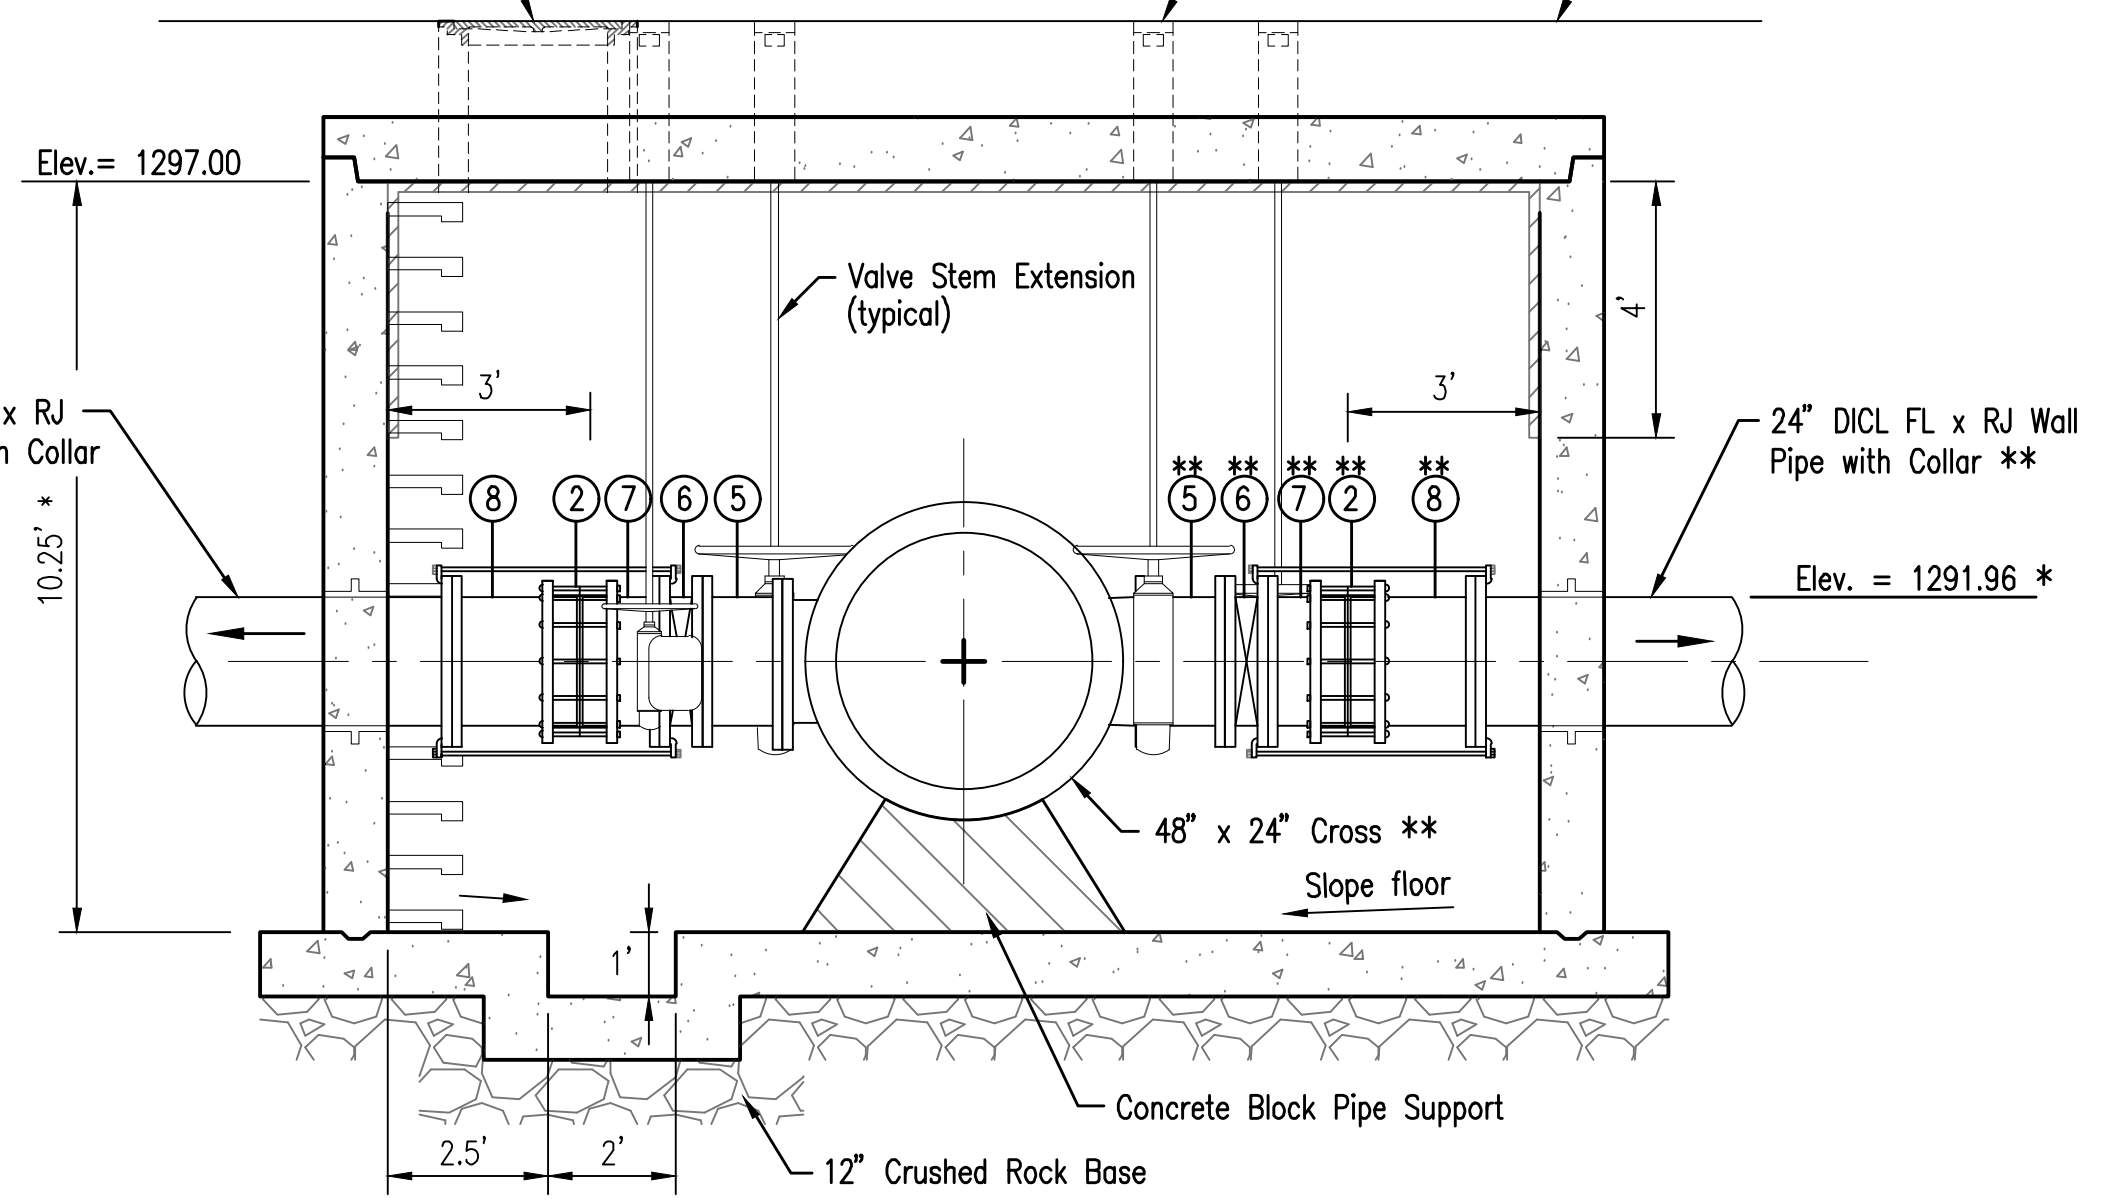 Elev.= 1297.00
Valve Stem Extension
(typical)
4'
3'
3'
x RJ
Collar
24" DICL FL x RJ Wall
Pipe with Collar **
10.25' *
** ** ** ** **
8 2 7 6 5
5 6 7 2 8
Elev. = 1291.96 *
48" x 24" Cross **
Slope floor
1'
Concrete Block Pipe Support
2.5'
2'
12" Crushed Rock Base